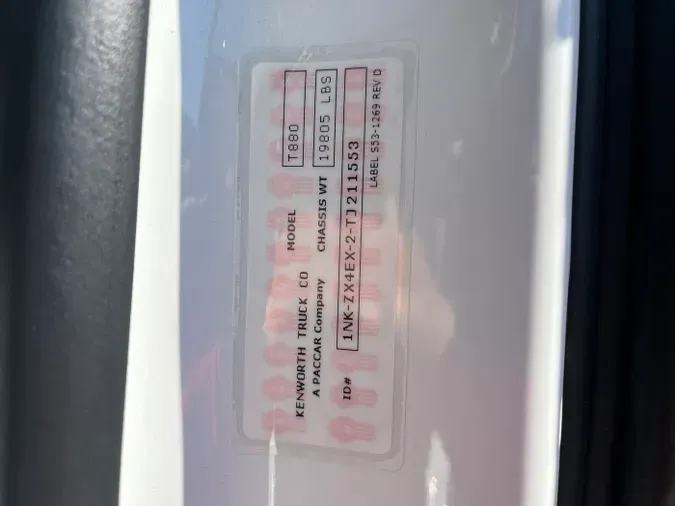 KENWORTH TRUCK CO MODEL T880
A PACCAR Company CHASSIS WT 19805 LBS
ID# 1NK-ZX4EX-2-TJ211553
LABEL S53-1269 REV D